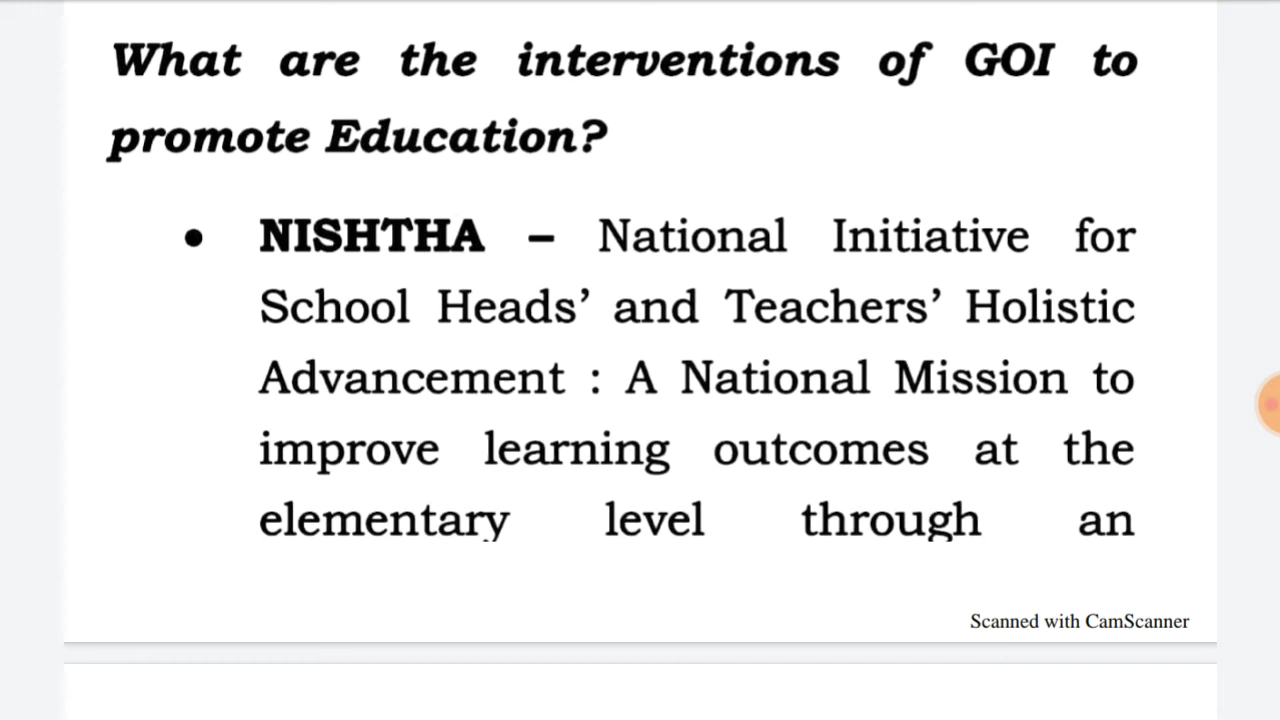 What are the interventions of GOI to
promote Education?
• NISHTHA – National Initiative for
School Heads’ and Teachers’ Holistic
Advancement : A National Mission to
improve learning outcomes at the
elementary level through an
Scanned with CamScanner